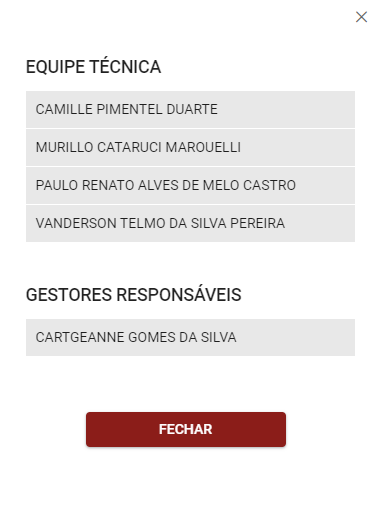 EQUIPE TÉCNICA
CAMILLE PIMENTEL DUARTE
MURILLO CATARUCI MAROUELLI
PAULO RENATO ALVES DE MELO CASTRO
VANDERSON TELMO DA SILVA PEREIRA
GESTORES RESPONSÁVEIS
CARTGEANNE GOMES DA SILVA
FECHAR